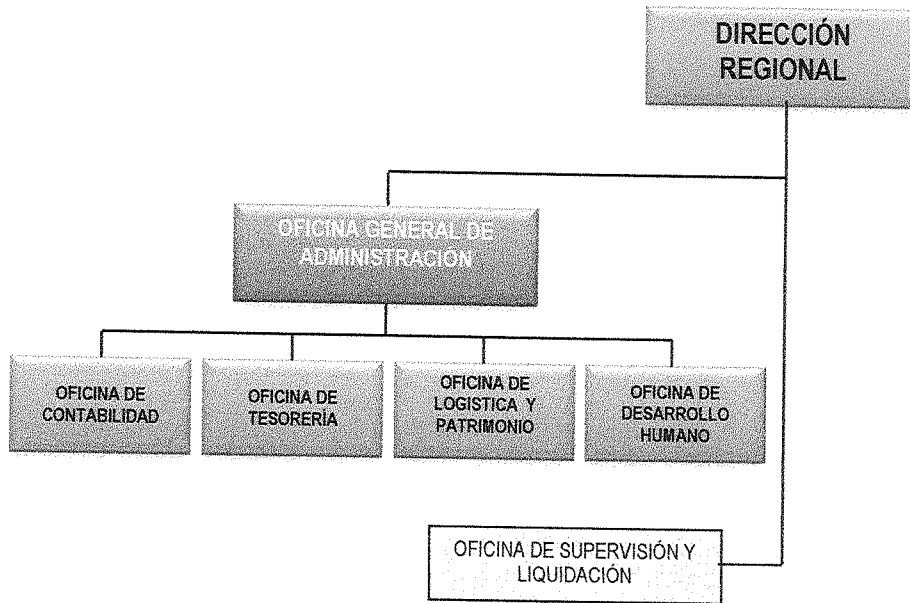 DIRECCIÓN
REGIONAL
OFICINA GENERAL DE
ADMINISTRACIÓN
OFICINA DE
CONTABILIDAD
OFICINA DE
TESORERÍA
OFICINA DE
LOGISTICA Y
PATRIMONIO
OFICINA DE
DESARROLLO
HUMANO
OFICINA DE SUPERVISIÓN Y
LIQUIDACIÓN